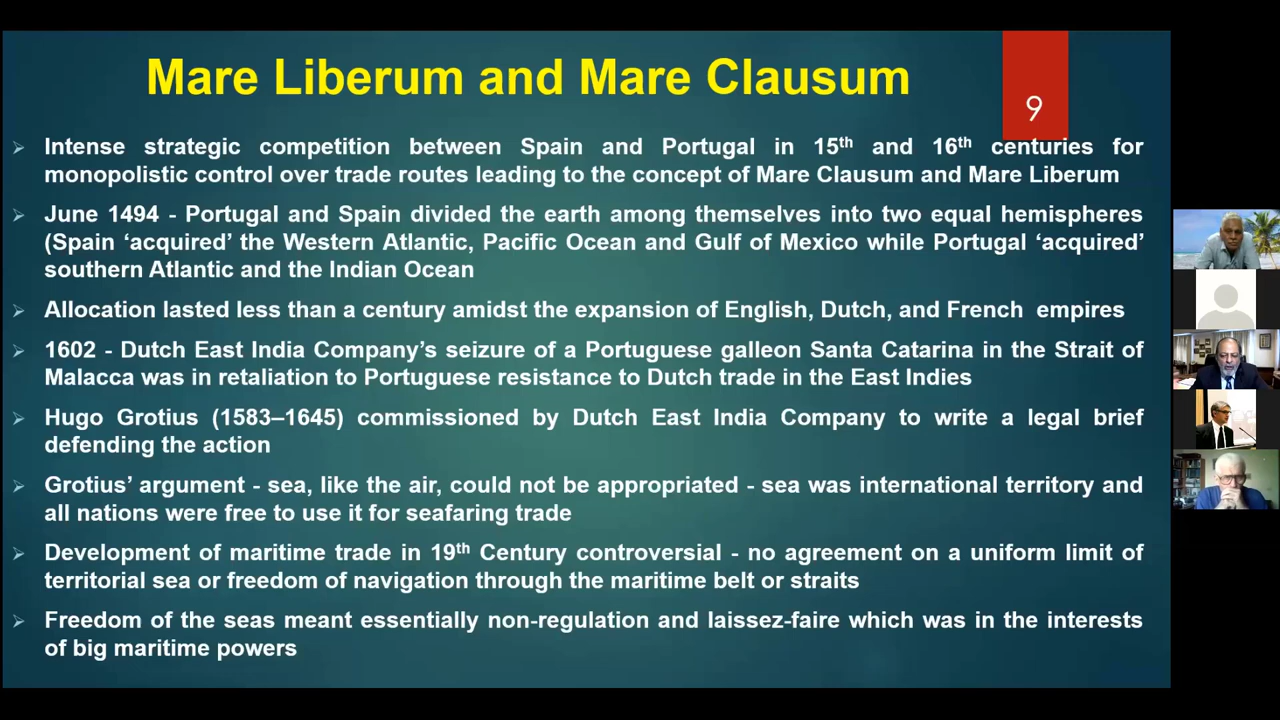 Mare Liberum and Mare Clausum
9
Intense strategic competition between Spain and Portugal in 15th and 16th centuries for
monopolistic control over trade routes leading to the concept of Mare Clausum and Mare Liberum
June 1494 - Portugal and Spain divided the earth among themselves into two equal hemispheres
(Spain ‘acquired’ the Western Atlantic, Pacific Ocean and Gulf of Mexico while Portugal ‘acquired’
southern Atlantic and the Indian Ocean
Allocation lasted less than a century amidst the expansion of English, Dutch, and French empires
1602 - Dutch East India Company’s seizure of a Portuguese galleon Santa Catarina in the Strait of
Malacca was in retaliation to Portuguese resistance to Dutch trade in the East Indies
Hugo Grotius (1583–1645) commissioned by Dutch East India Company to write a legal brief
defending the action
Grotius’ argument - sea, like the air, could not be appropriated - sea was international territory and
all nations were free to use it for seafaring trade
Development of maritime trade in 19th Century controversial - no agreement on a uniform limit of
territorial sea or freedom of navigation through the maritime belt or straits
Freedom of the seas meant essentially non-regulation and laissez-faire which was in the interests
of big maritime powers